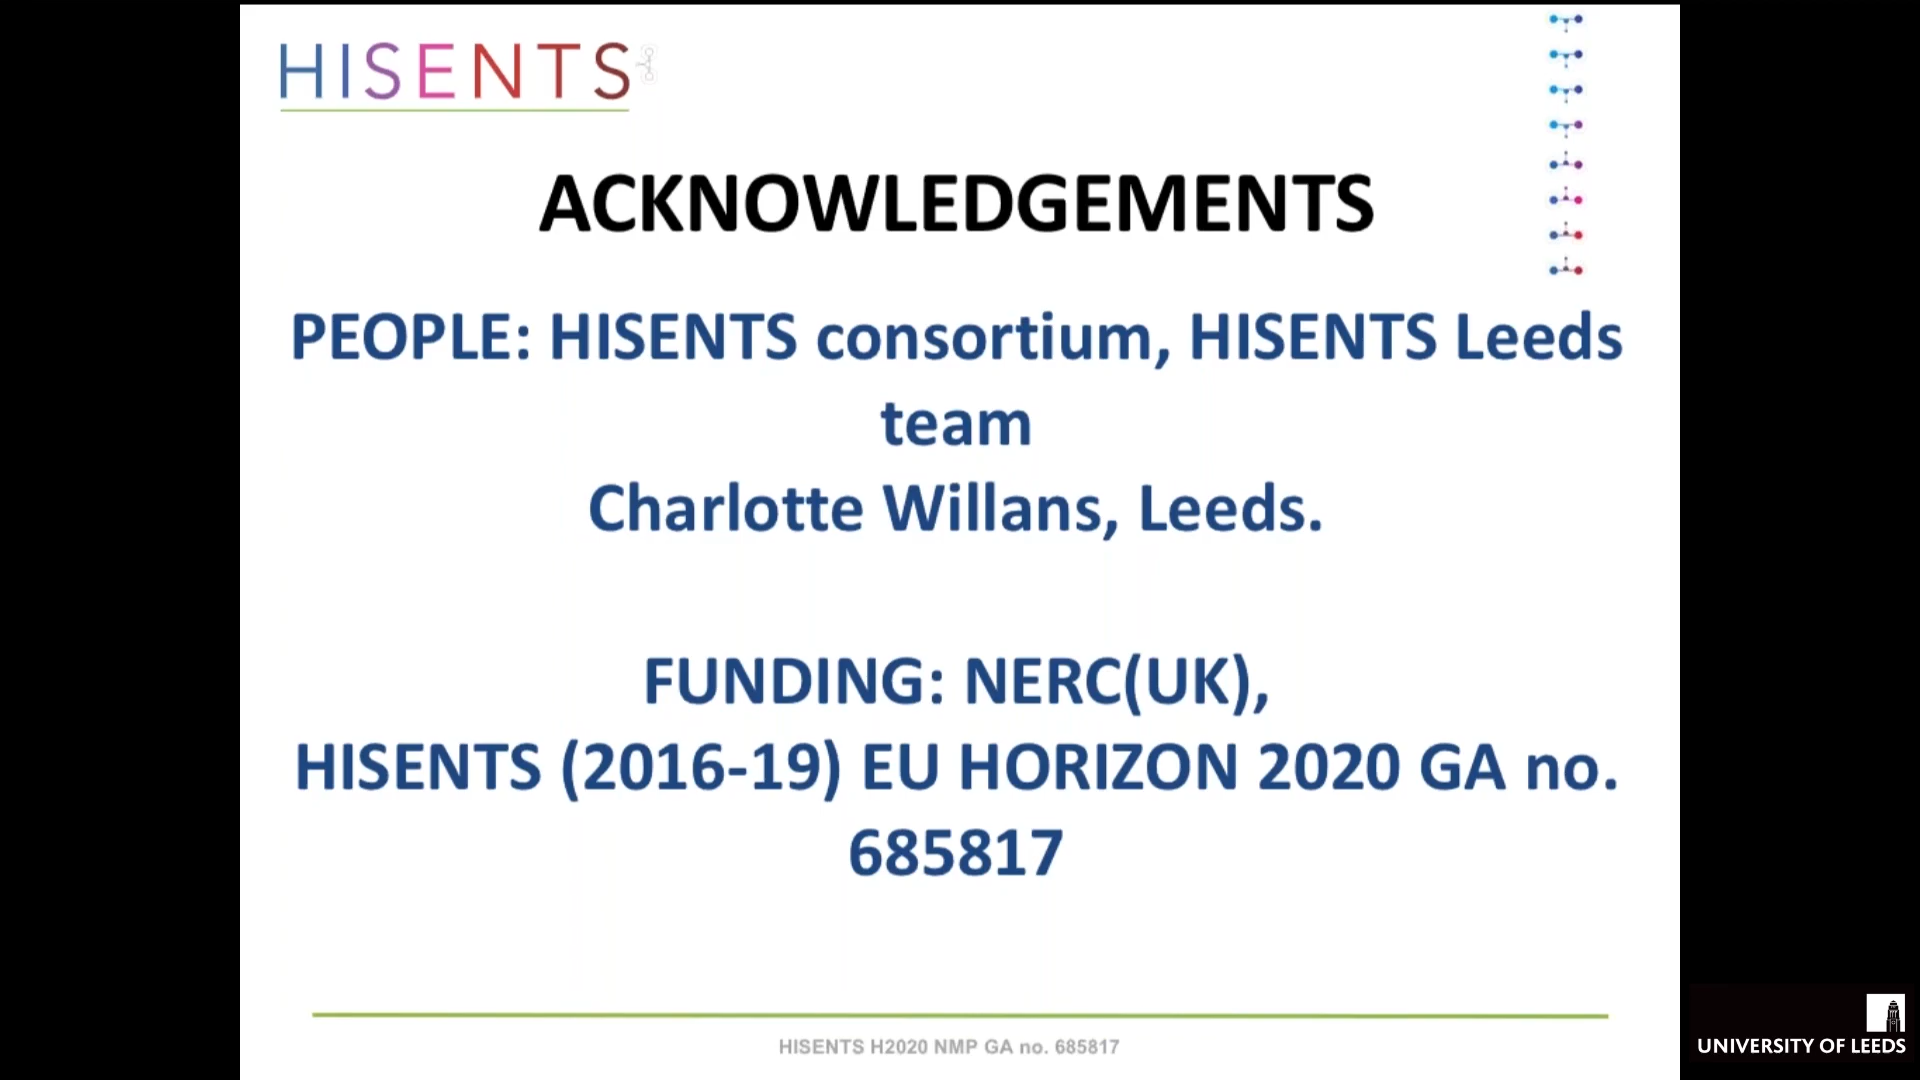 HISENTS
ACKNOWLEDGEMENTS
PEOPLE: HISENTS consortium, HISENTS Leeds
team
Charlotte Willans, Leeds.
FUNDING: NERC(UK),
HISENTS (2016-19) EU HORIZON 2020 GA no.
685817
HISENTS H2020 NMP GA no. 685817
UNIVERSITY OF LEEDS